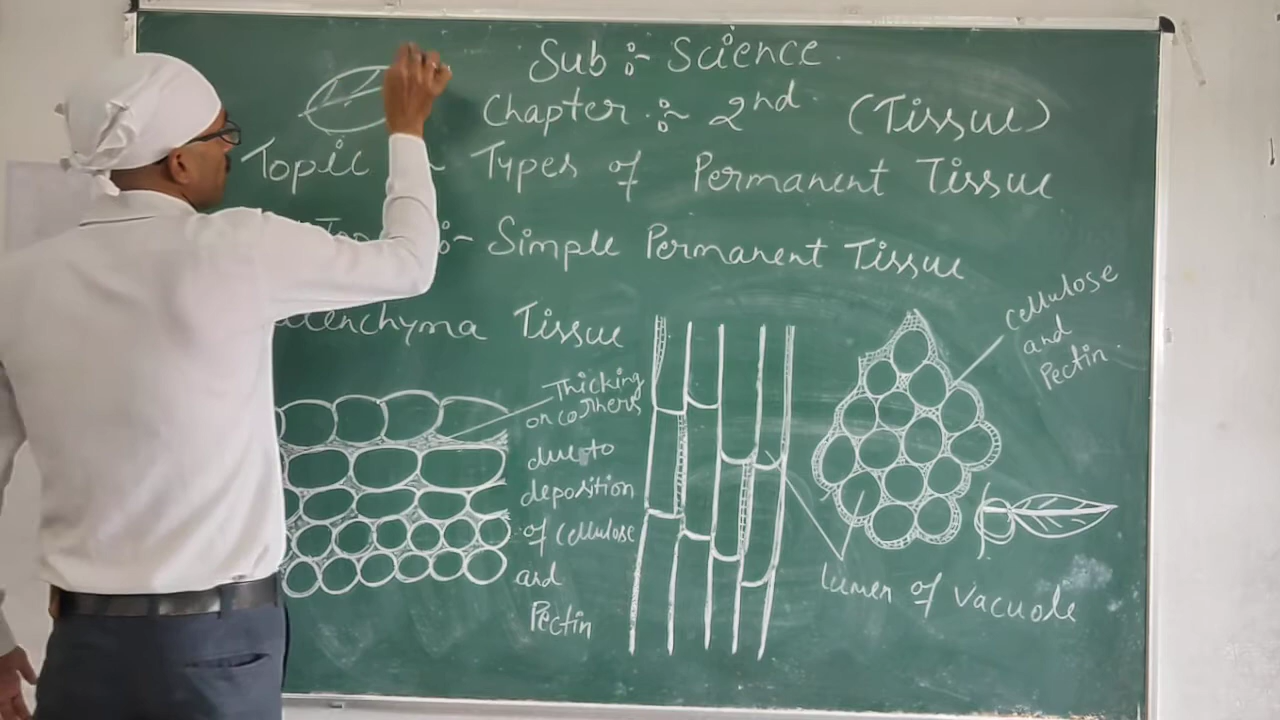 Sub :- Science
Chapter :- 2nd (Tissue)
Topic :- Types of Permanent Tissue
:- Simple Permanent Tissue
enchyma Tissue
Thicking
on corners
due to
deposition
of cellulose
and
Pectin
cellulose
and
Pectin
lumen of vacuole